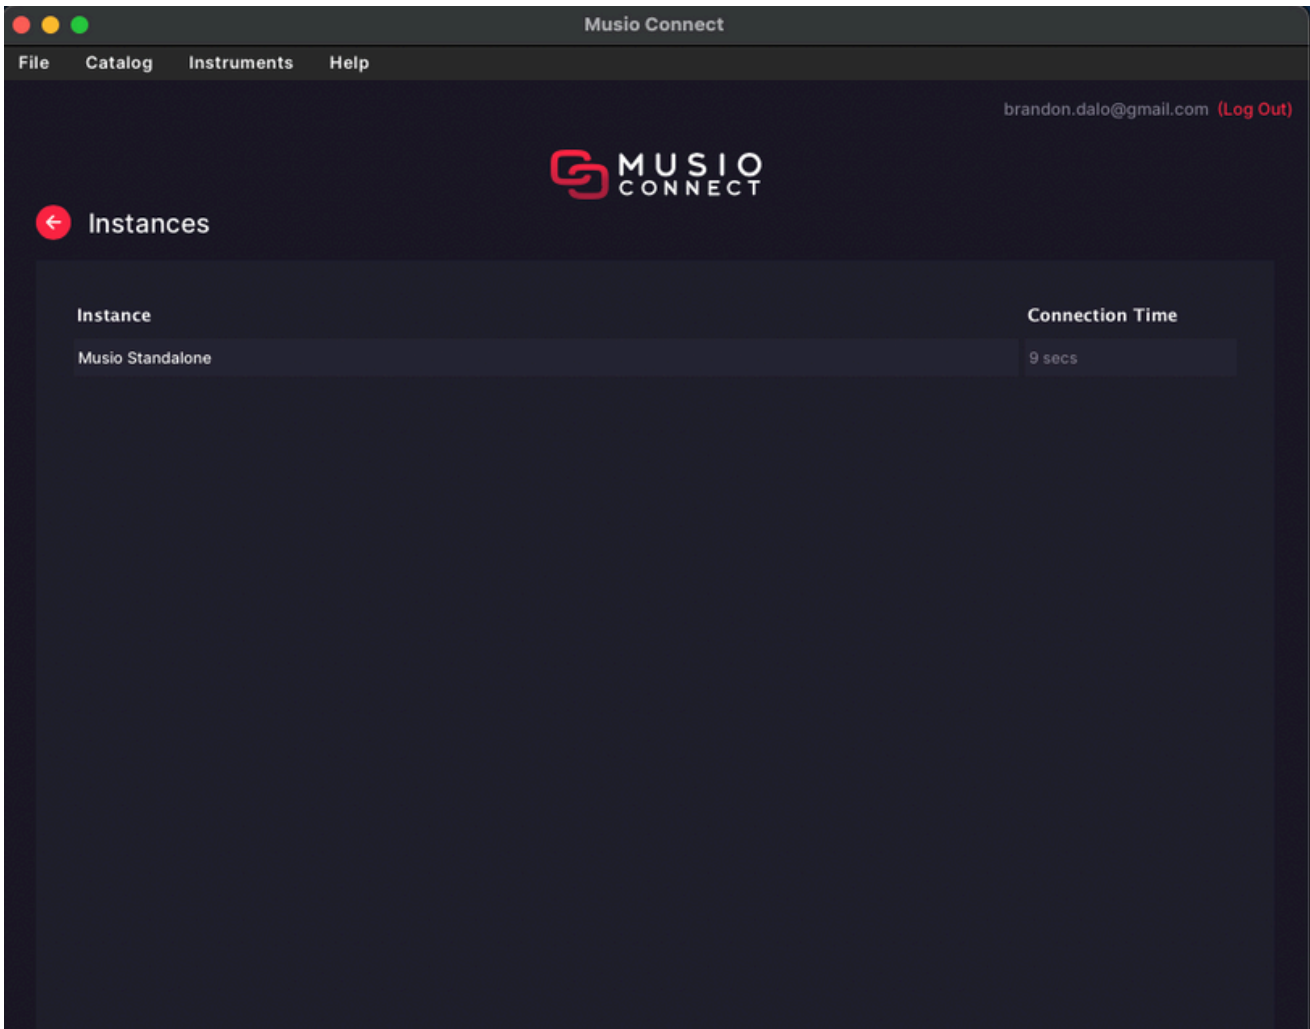 Musio Connect
File Catalog Instruments Help
brandon.dalo@gmail.com (Log Out)
MUSIO
CONNECT
Instances
Instance Connection Time
Musio Standalone 9 secs